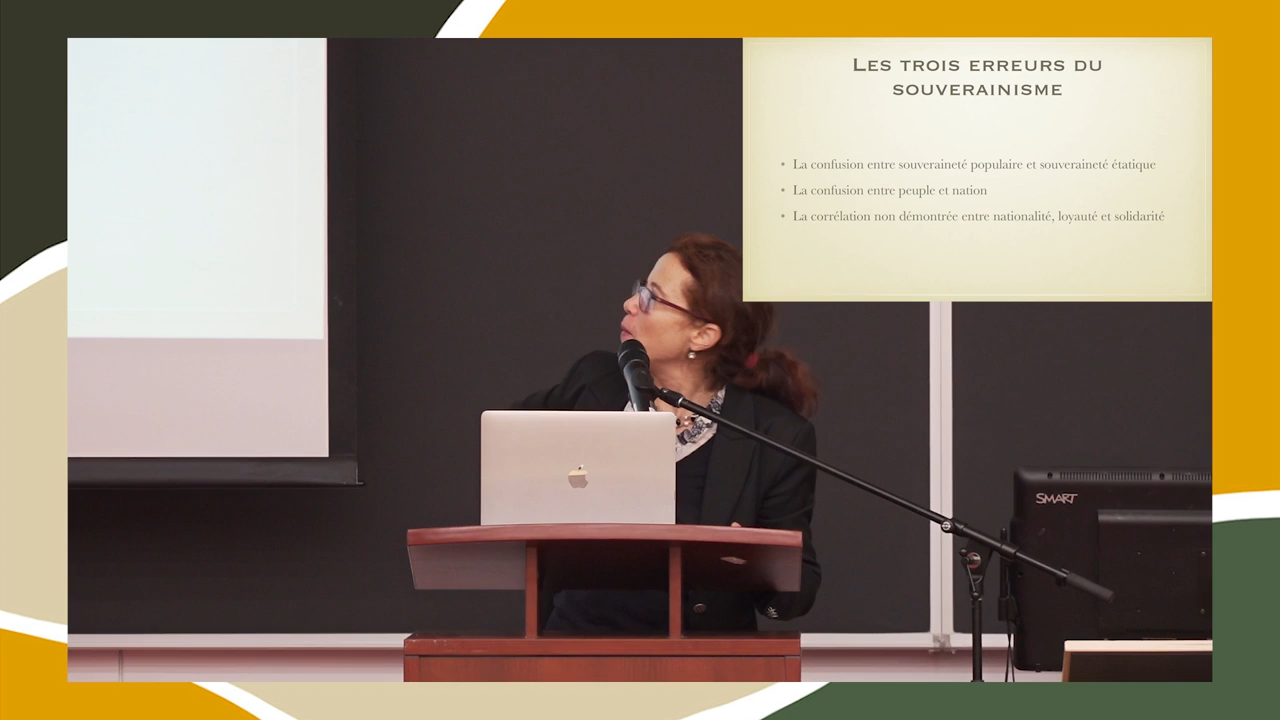 LES TROIS ERREURS DU
SOUVERAINISME
• La confusion entre souveraineté populaire et souveraineté étatique
• La confusion entre peuple et nation
• La corrélation non démontrée entre nationalité, loyauté et solidarité
SMART